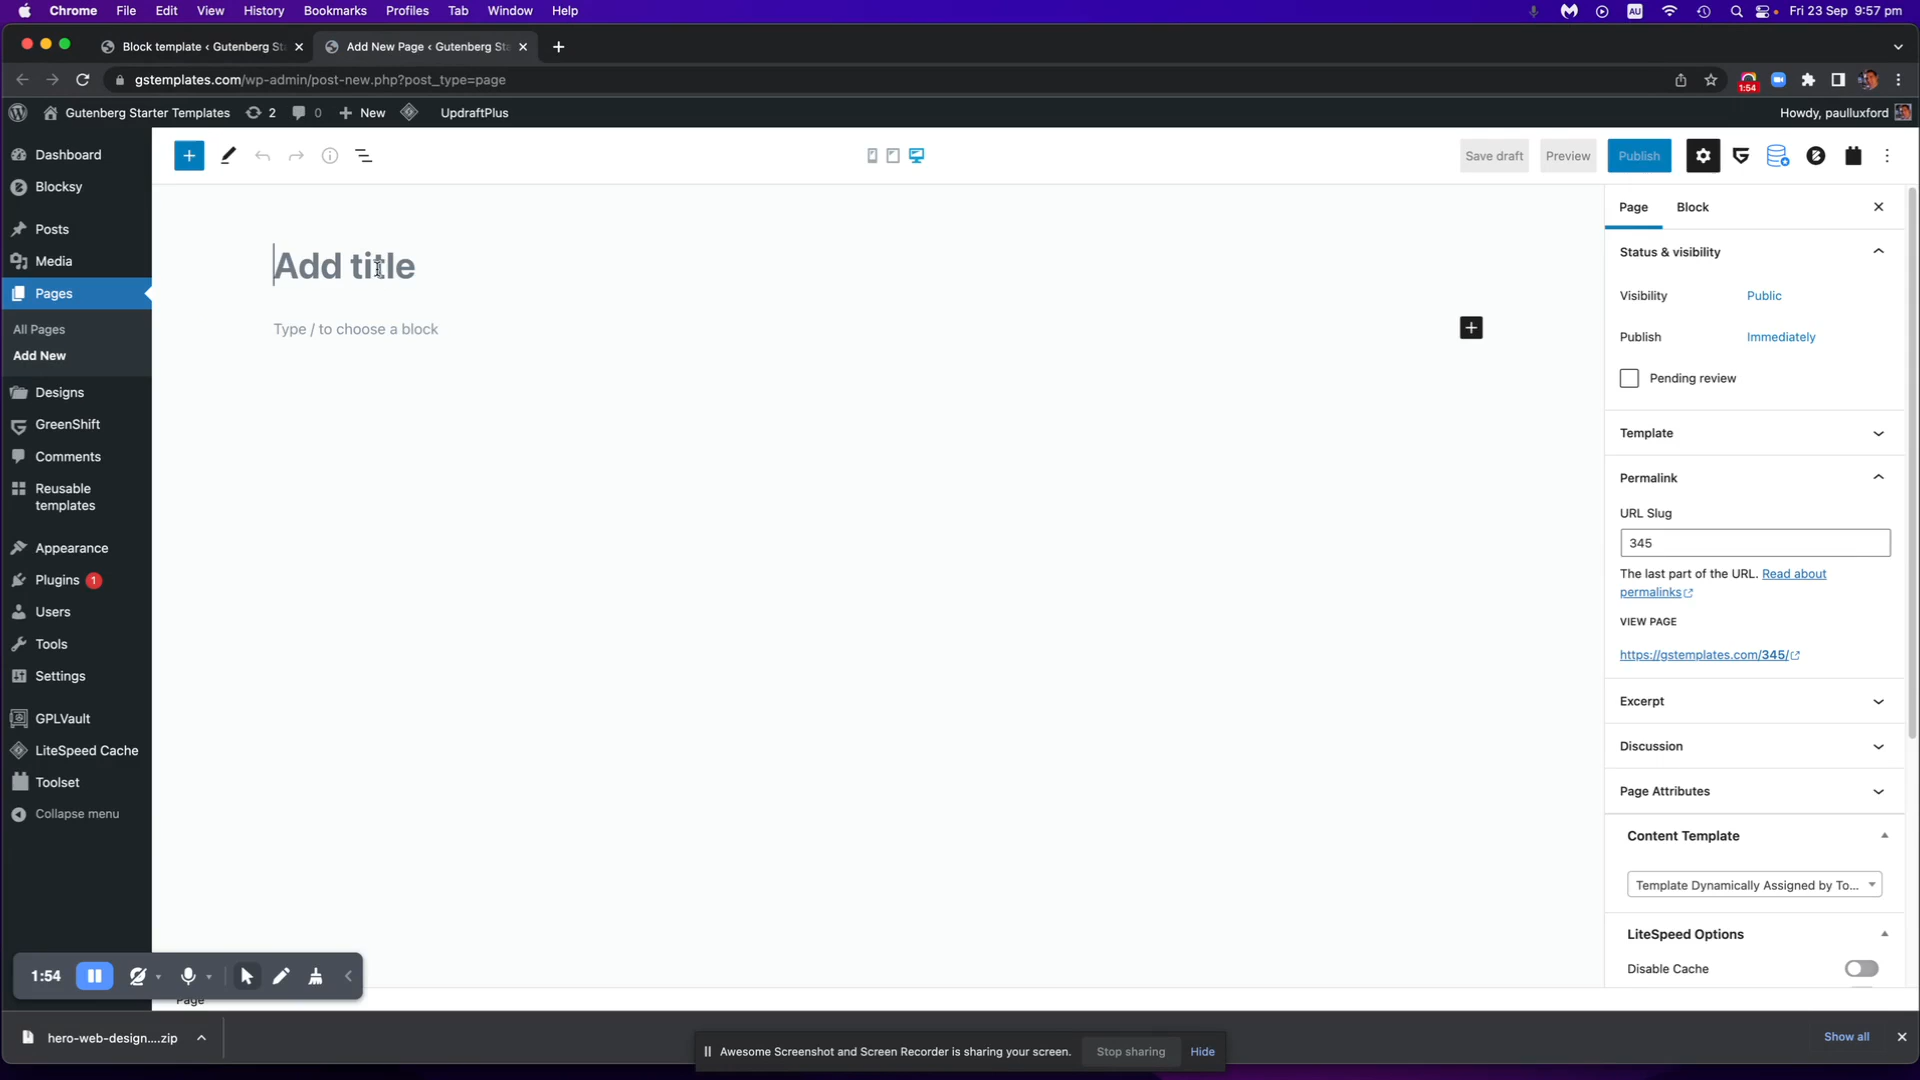 Chrome File Edit View History Bookmarks Profiles Tab Window Help AU Fri 23 Sep 9:57 pm
Block template ‹ Gutenberg St Add New Page ‹ Gutenberg Sta
gstemplates.com/wp-admin/post-new.php?post_type=page 1:54
Gutenberg Starter Templates 2 0 New UpdraftPlus Howdy, paulluxford
Dashboard
Blocksy
Posts
Media
Pages
All Pages
Add New
Designs
GreenShift
Comments
Reusable
templates
Appearance
Plugins 1
Users
Tools
Settings
GPLVault
LiteSpeed Cache
Toolset
Collapse menu
Save draft Preview Publish
Add title
Type / to choose a block
Page Block
Status & visibility
Visibility Public
Publish Immediately
Pending review
Template
Permalink
URL Slug
345
The last part of the URL. Read about
permalinks
VIEW PAGE
https://gstemplates.com/345/
Excerpt
Discussion
Page Attributes
Content Template
Template Dynamically Assigned by To...
LiteSpeed Options
Disable Cache
1:54
Page
hero-web-design....zip
Awesome Screenshot and Screen Recorder is sharing your screen. Stop sharing Hide
Show all